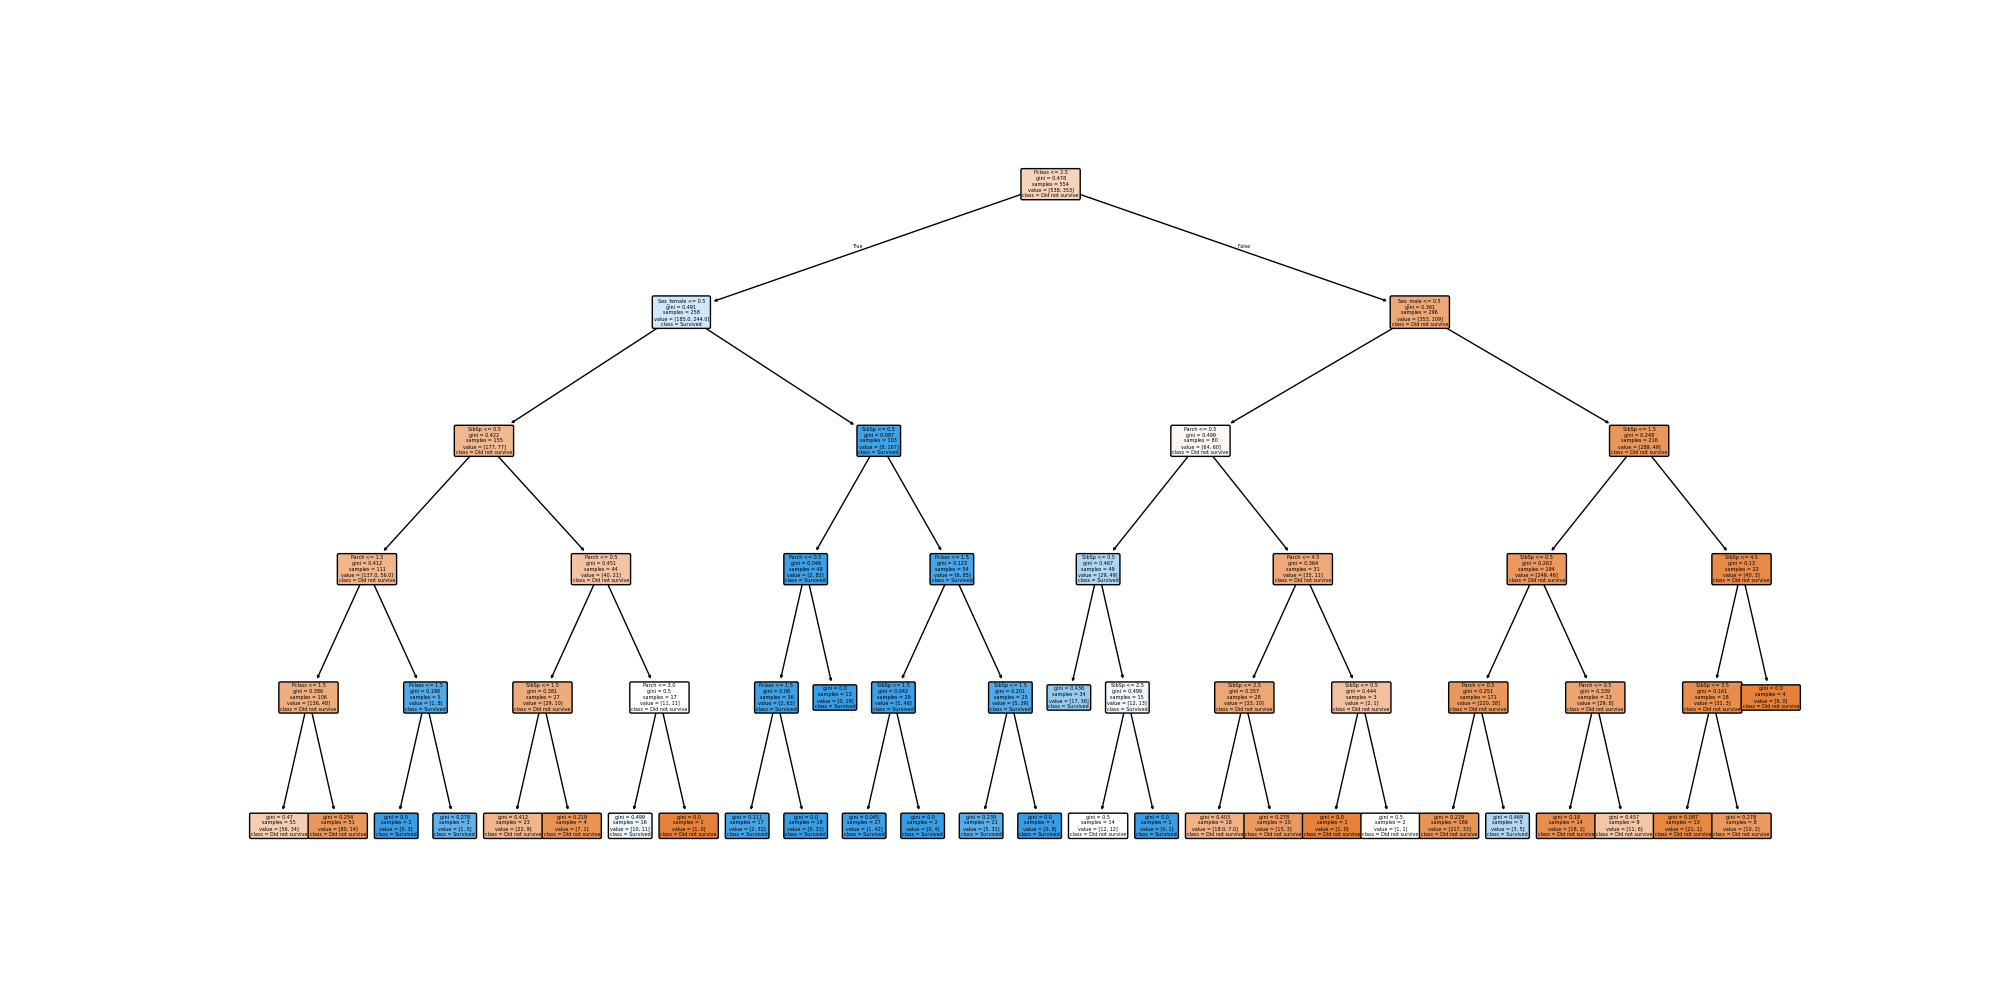 Pclass <= 2.5
gini = 0.478
samples = 554
value = [538, 353]
class = Did not survive
True
False
Sex_female <= 0.5
gini = 0.491
samples = 258
value = [185.0, 244.0]
class = Survived
Sex_male <= 0.5
gini = 0.361
samples = 296
value = [353, 109]
class = Did not survive
SibSp <= 0.5
gini = 0.422
samples = 155
value = [177, 77]
class = Did not survive
SibSp <= 0.5
gini = 0.087
samples = 103
value = [8, 167]
class = Survived
Parch <= 0.5
gini = 0.499
samples = 80
value = [64, 60]
class = Did not survive
SibSp <= 1.5
gini = 0.248
samples = 216
value = [289, 49]
class = Did not survive
Parch <= 1.5
gini = 0.412
samples = 111
value = [137.0, 56.0]
class = Did not survive
Parch <= 0.5
gini = 0.451
samples = 44
value = [40, 21]
class = Did not survive
Parch <= 0.5
gini = 0.046
samples = 49
value = [2, 82]
class = Survived
Pclass <= 1.5
gini = 0.123
samples = 54
value = [6, 85]
class = Survived
SibSp <= 0.5
gini = 0.467
samples = 49
value = [29, 49]
class = Survived
Parch <= 4.5
gini = 0.364
samples = 31
value = [35, 11]
class = Did not survive
SibSp <= 0.5
gini = 0.263
samples = 194
value = [249, 46]
class = Did not survive
SibSp <= 4.5
gini = 0.13
samples = 22
value = [40, 3]
class = Did not survive
Pclass <= 1.5
gini = 0.386
samples = 106
value = [136, 48]
class = Did not survive
Pclass <= 1.5
gini = 0.198
samples = 5
value = [1, 8]
class = Survived
SibSp <= 1.5
gini = 0.381
samples = 27
value = [29, 10]
class = Did not survive
Parch <= 3.0
gini = 0.5
samples = 17
value = [11, 11]
class = Did not survive
Pclass <= 1.5
gini = 0.06
samples = 36
value = [2, 63]
class = Survived
gini = 0.0
samples = 13
value = [0, 19]
class = Survived
SibSp <= 1.5
gini = 0.042
samples = 29
value = [1, 46]
class = Survived
SibSp <= 1.5
gini = 0.201
samples = 25
value = [5, 39]
class = Survived
gini = 0.436
samples = 34
value = [17, 36]
class = Survived
SibSp <= 2.5
gini = 0.499
samples = 15
value = [12, 13]
class = Survived
SibSp <= 2.5
gini = 0.357
samples = 28
value = [33, 10]
class = Did not survive
SibSp <= 0.5
gini = 0.444
samples = 3
value = [2, 1]
class = Did not survive
Parch <= 0.5
gini = 0.251
samples = 171
value = [220, 38]
class = Did not survive
Parch <= 0.5
gini = 0.339
samples = 23
value = [29, 8]
class = Did not survive
SibSp <= 3.5
gini = 0.161
samples = 18
value = [31, 3]
class = Did not survive
gini = 0.0
samples = 4
value = [9, 0]
class = Did not survive
gini = 0.47
samples = 55
value = [56, 34]
class = Did not survive
gini = 0.254
samples = 51
value = [80, 14]
class = Did not survive
gini = 0.0
samples = 2
value = [0, 3]
class = Survived
gini = 0.278
samples = 3
value = [1, 5]
class = Survived
gini = 0.412
samples = 23
value = [22, 9]
class = Did not survive
gini = 0.219
samples = 4
value = [7, 1]
class = Did not survive
gini = 0.499
samples = 16
value = [10, 11]
class = Survived
gini = 0.0
samples = 1
value = [1, 0]
class = Did not survive
gini = 0.111
samples = 17
value = [2, 32]
class = Survived
gini = 0.0
samples = 19
value = [0, 31]
class = Survived
gini = 0.045
samples = 27
value = [1, 42]
class = Survived
gini = 0.0
samples = 2
value = [0, 4]
class = Survived
gini = 0.239
samples = 21
value = [5, 31]
class = Survived
gini = 0.0
samples = 4
value = [0, 8]
class = Survived
gini = 0.5
samples = 14
value = [12, 12]
class = Did not survive
gini = 0.0
samples = 1
value = [0, 1]
class = Survived
gini = 0.403
samples = 18
value = [18.0, 7.0]
class = Did not survive
gini = 0.278
samples = 10
value = [15, 3]
class = Did not survive
gini = 0.0
samples = 1
value = [1, 0]
class = Did not survive
gini = 0.5
samples = 2
value = [1, 1]
class = Did not survive
gini = 0.229
samples = 166
value = [217, 33]
class = Did not survive
gini = 0.469
samples = 5
value = [3, 5]
class = Survived
gini = 0.18
samples = 14
value = [18, 2]
class = Did not survive
gini = 0.457
samples = 9
value = [11, 6]
class = Did not survive
gini = 0.087
samples = 10
value = [21, 1]
class = Did not survive
gini = 0.278
samples = 8
value = [10, 2]
class = Did not survive